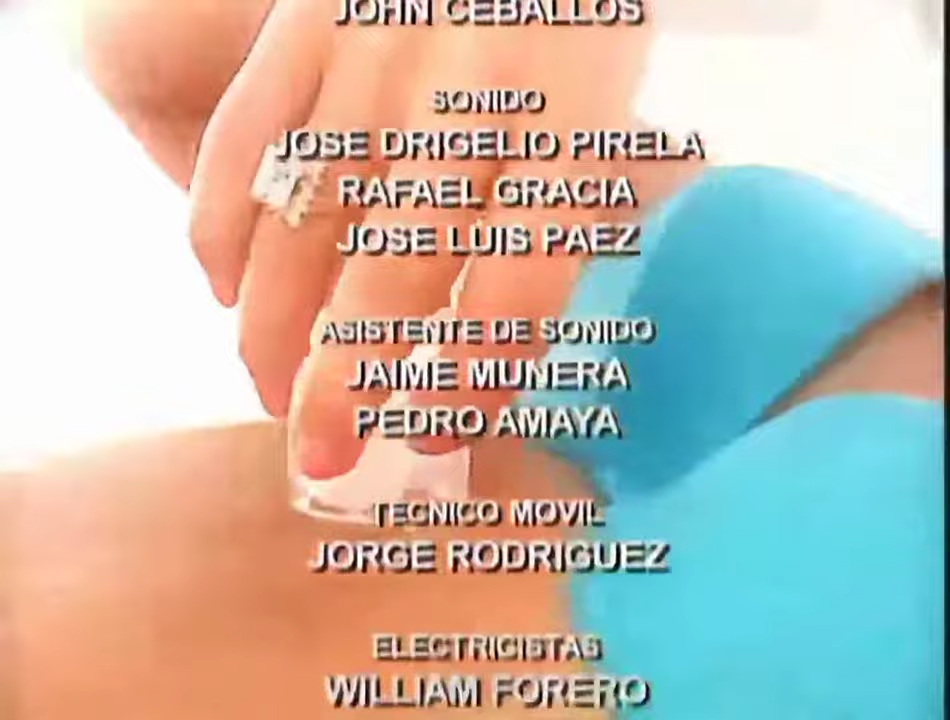 JOHN CEBALLOS
SONIDO
JOSE DRIGELIO PIRELA
RAFAEL GRACIA
JOSE LUIS PAEZ
ASISTENTE DE SONIDO
JAIME MUNERA
PEDRO AMAYA
TECNICO MOVIL
JORGE RODRIGUEZ
ELECTRICISTAS
WILLIAM FORERO